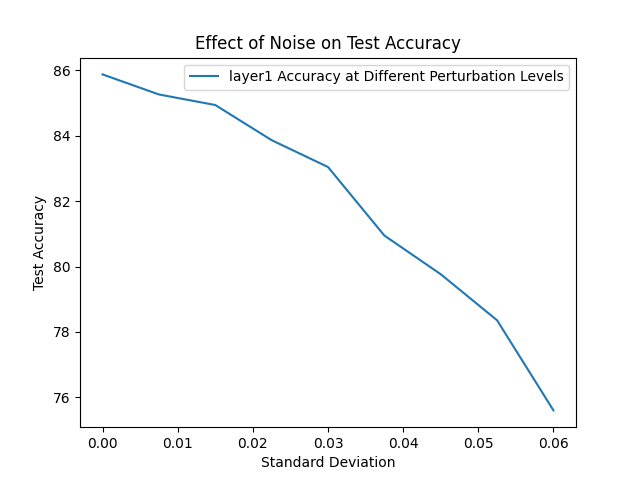 Effect of Noise on Test Accuracy
layer1 Accuracy at Different Perturbation Levels
Test Accuracy
86
84
82
80
78
76
0.00 0.01 0.02 0.03 0.04 0.05 0.06
Standard Deviation